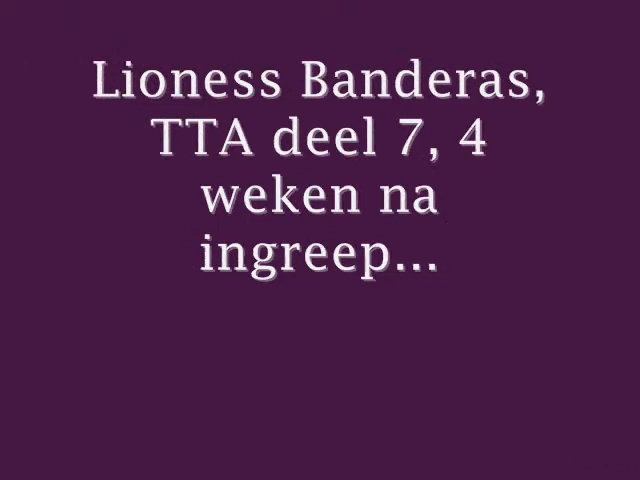 Lioness Banderas,
TTA deel 7, 4
weken na
ingreep...